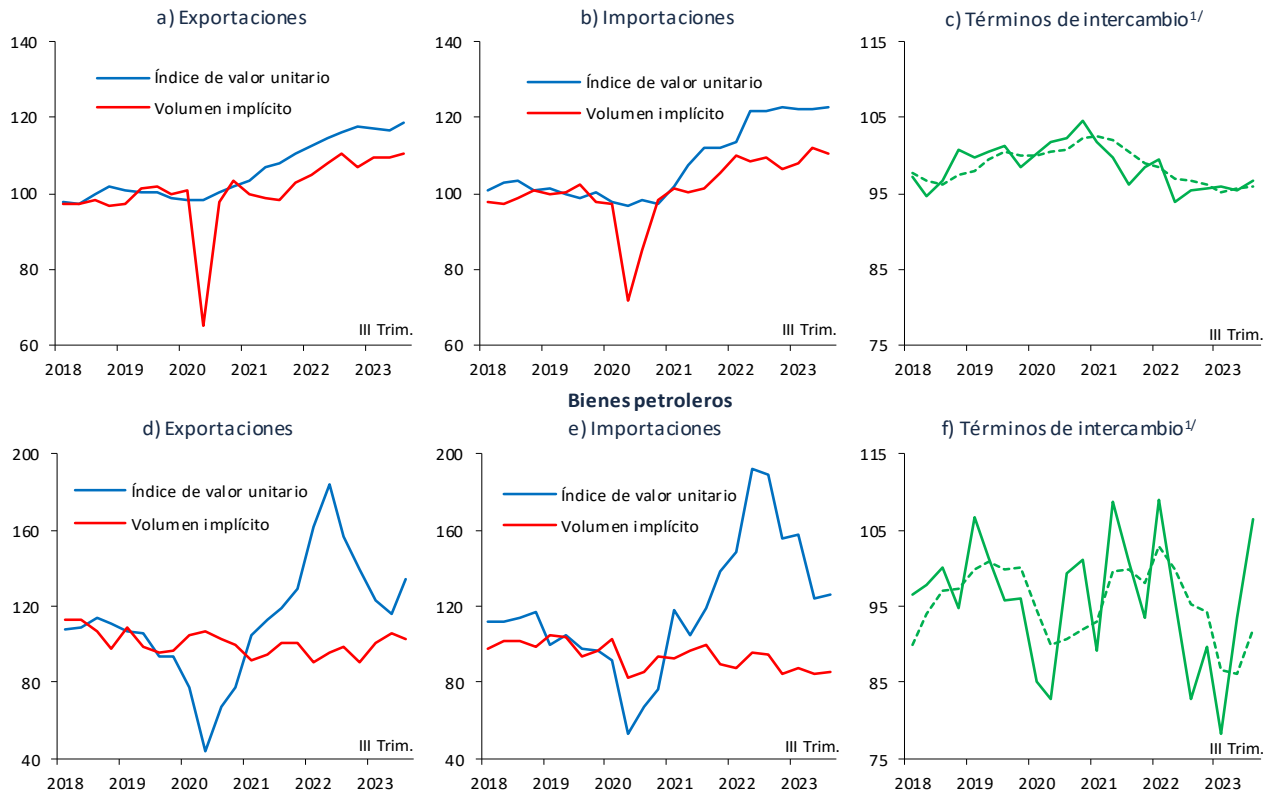 a) Exportaciones
140
120
100
80
60
Índice de valor unitario
Volumen implícito
III Trim.
2018 2019 2020 2021 2022 2023
b) Importaciones
140
120
100
80
60
Índice de valor unitario
Volumen implícito
III Trim.
2018 2019 2020 2021 2022 2023
c) Términos de intercambio1/
115
105
95
85
75
III Trim.
2018 2019 2020 2021 2022 2023
Bienes petroleros
d) Exportaciones
200
160
120
80
40
Índice de valor unitario
Volumen implícito
III Trim.
2018 2019 2020 2021 2022 2023
e) Importaciones
200
160
120
80
40
Índice de valor unitario
Volumen implícito
III Trim.
2018 2019 2020 2021 2022 2023
f) Términos de intercambio1/
115
105
95
85
75
III Trim.
2018 2019 2020 2021 2022 2023